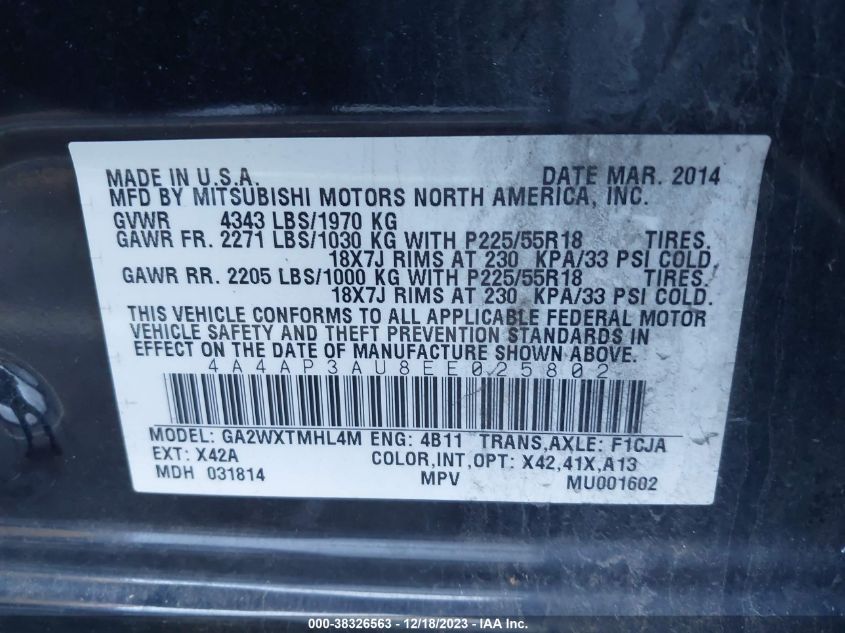 MADE IN U.S.A. DATE MAR. 2014
MFD BY MITSUBISHI MOTORS NORTH AMERICA, INC.
GVWR 4343 LBS/1970 KG
GAWR FR. 2271 LBS/1030 KG WITH P225/55R18 TIRES.
18X7J RIMS AT 230 KPA/33 PSI COLD.
GAWR RR. 2205 LBS/1000 KG WITH P225/55R18 TIRES.
18X7J RIMS AT 230 KPA/33 PSI COLD.
THIS VEHICLE CONFORMS TO ALL APPLICABLE FEDERAL MOTOR
VEHICLE SAFETY AND THEFT PREVENTION STANDARDS IN
EFFECT ON THE DATE OF MANUFACTURE SHOWN ABOVE.
4A4AP3AU8EE025802
MODEL: GA2WXTMHL4M ENG: 4B11 TRANS,AXLE: F1CJA
EXT: X42A COLOR,INT,OPT: X42,41X,A13
MDH 031814 MPV MU001602
000-38326563 - 12/18/2023 - IAA Inc.